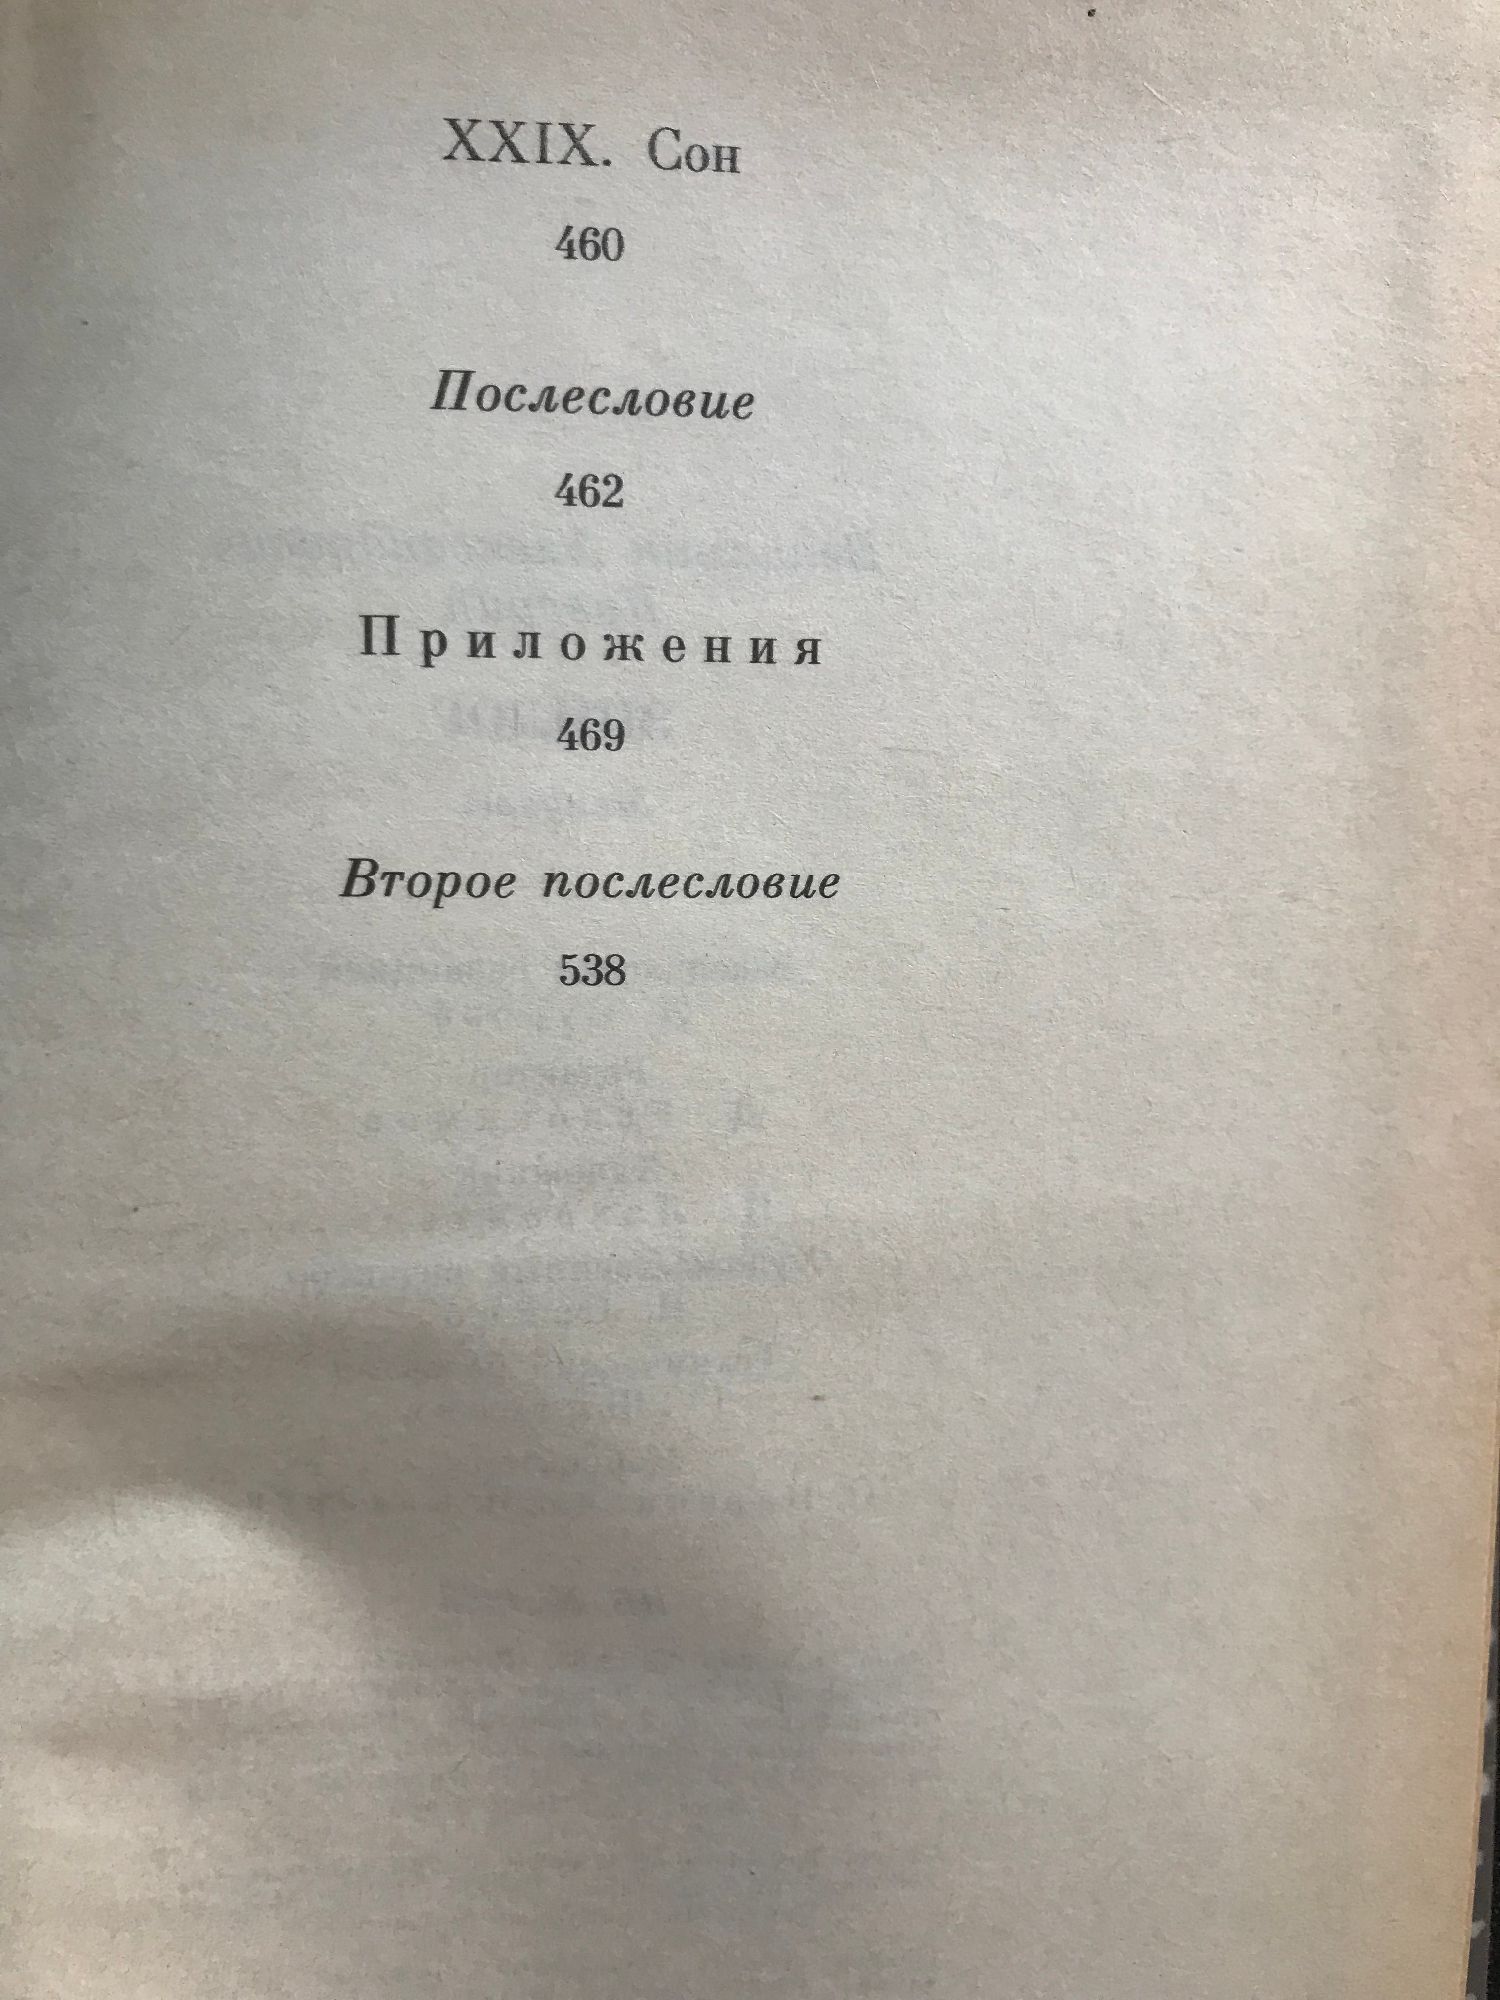 XXIX. Сон
460
Послесловие
462
Приложения
469
Второе послесловие
538